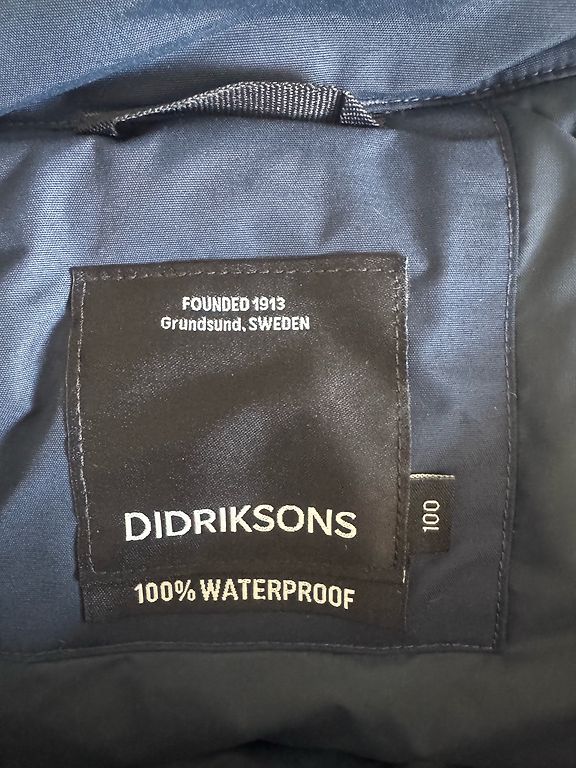 FOUNDED 1913
Grundsund, SWEDEN
DIDRIKSONS
100
100% WATERPROOF